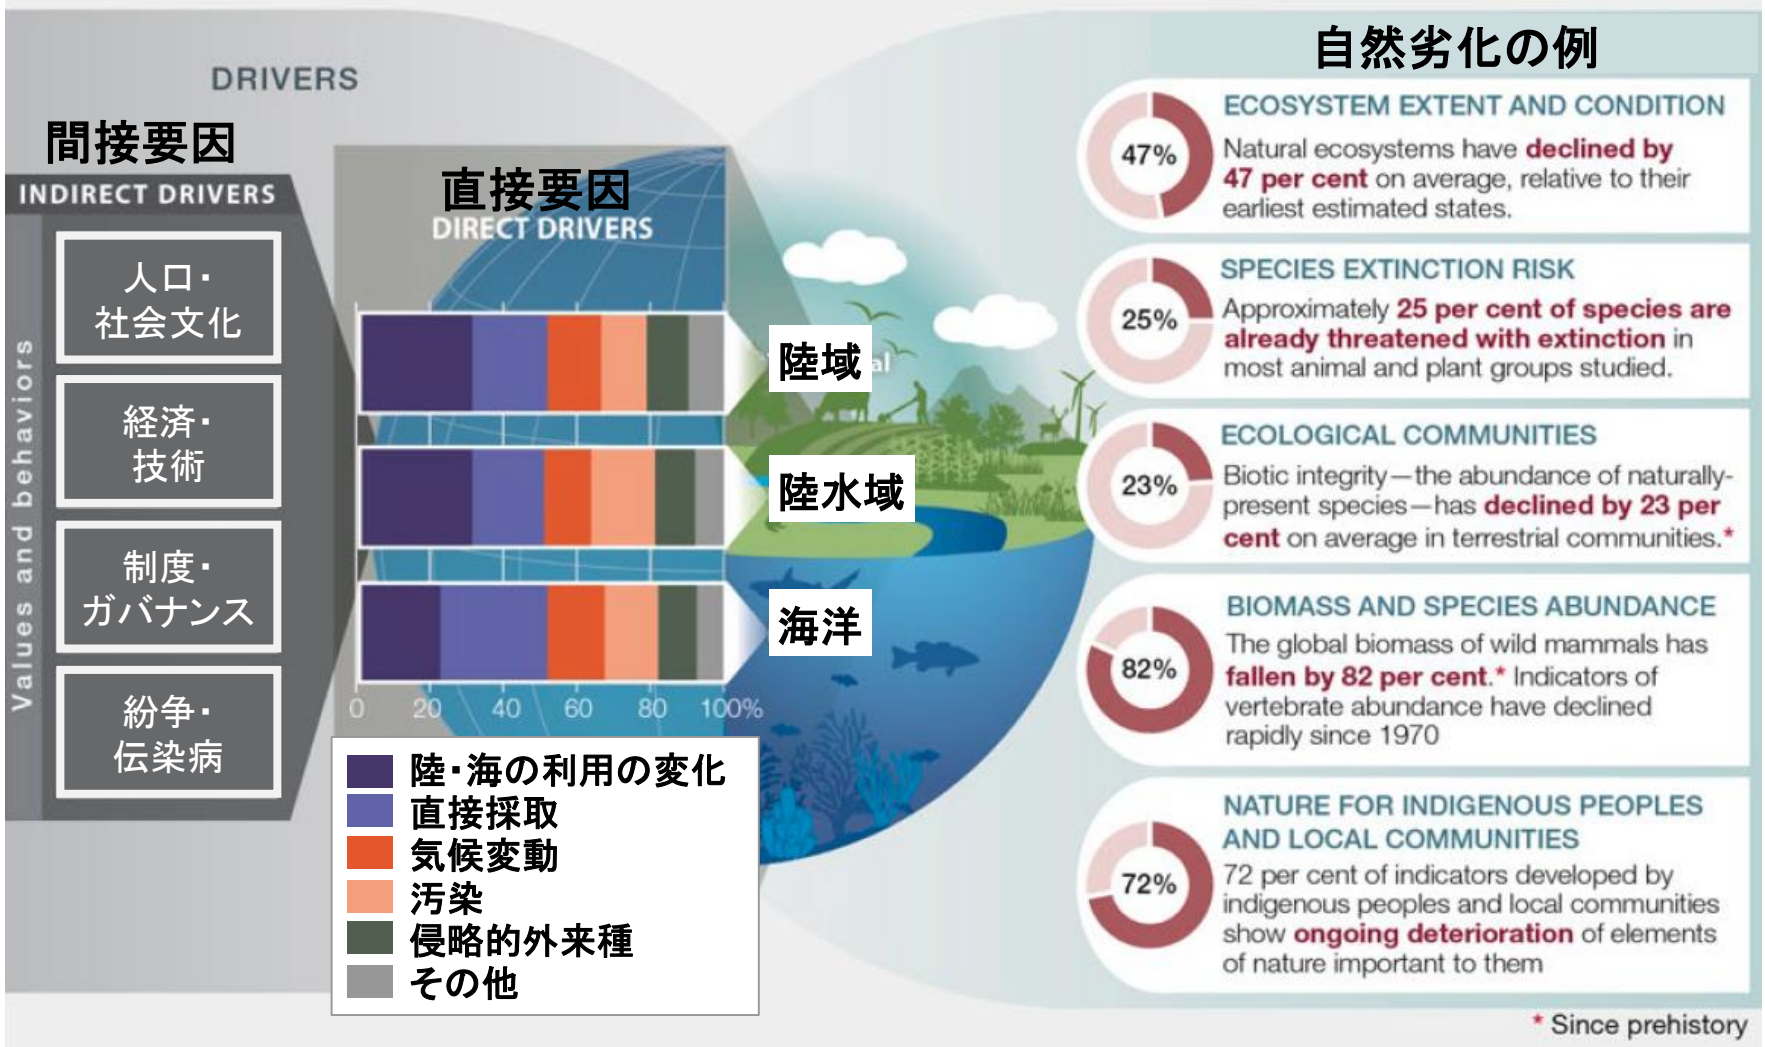 DRIVERS
間接要因
INDIRECT DRIVERS
Values and behaviors
人口・
社会文化
経済・
技術
制度・
ガバナンス
紛争・
伝染病
直接要因
DIRECT DRIVERS
陸域
al
陸水域
海洋
0 20 40 60 80 100%
陸・海の利用の変化
直接採取
気候変動
汚染
侵略的外来種
その他
自然劣化の例
47%
ECOSYSTEM EXTENT AND CONDITION
Natural ecosystems have declined by
47 per cent on average, relative to their
earliest estimated states.
25%
SPECIES EXTINCTION RISK
Approximately 25 per cent of species are
already threatened with extinction in
most animal and plant groups studied.
23%
ECOLOGICAL COMMUNITIES
Biotic integrity—the abundance of naturally-
present species—has declined by 23 per
cent on average in terrestrial communities.*
82%
BIOMASS AND SPECIES ABUNDANCE
The global biomass of wild mammals has
fallen by 82 per cent.* Indicators of
vertebrate abundance have declined
rapidly since 1970
72%
NATURE FOR INDIGENOUS PEOPLES
AND LOCAL COMMUNITIES
72 per cent of indicators developed by
indigenous peoples and local communities
show ongoing deterioration of elements
of nature important to them
* Since prehistory